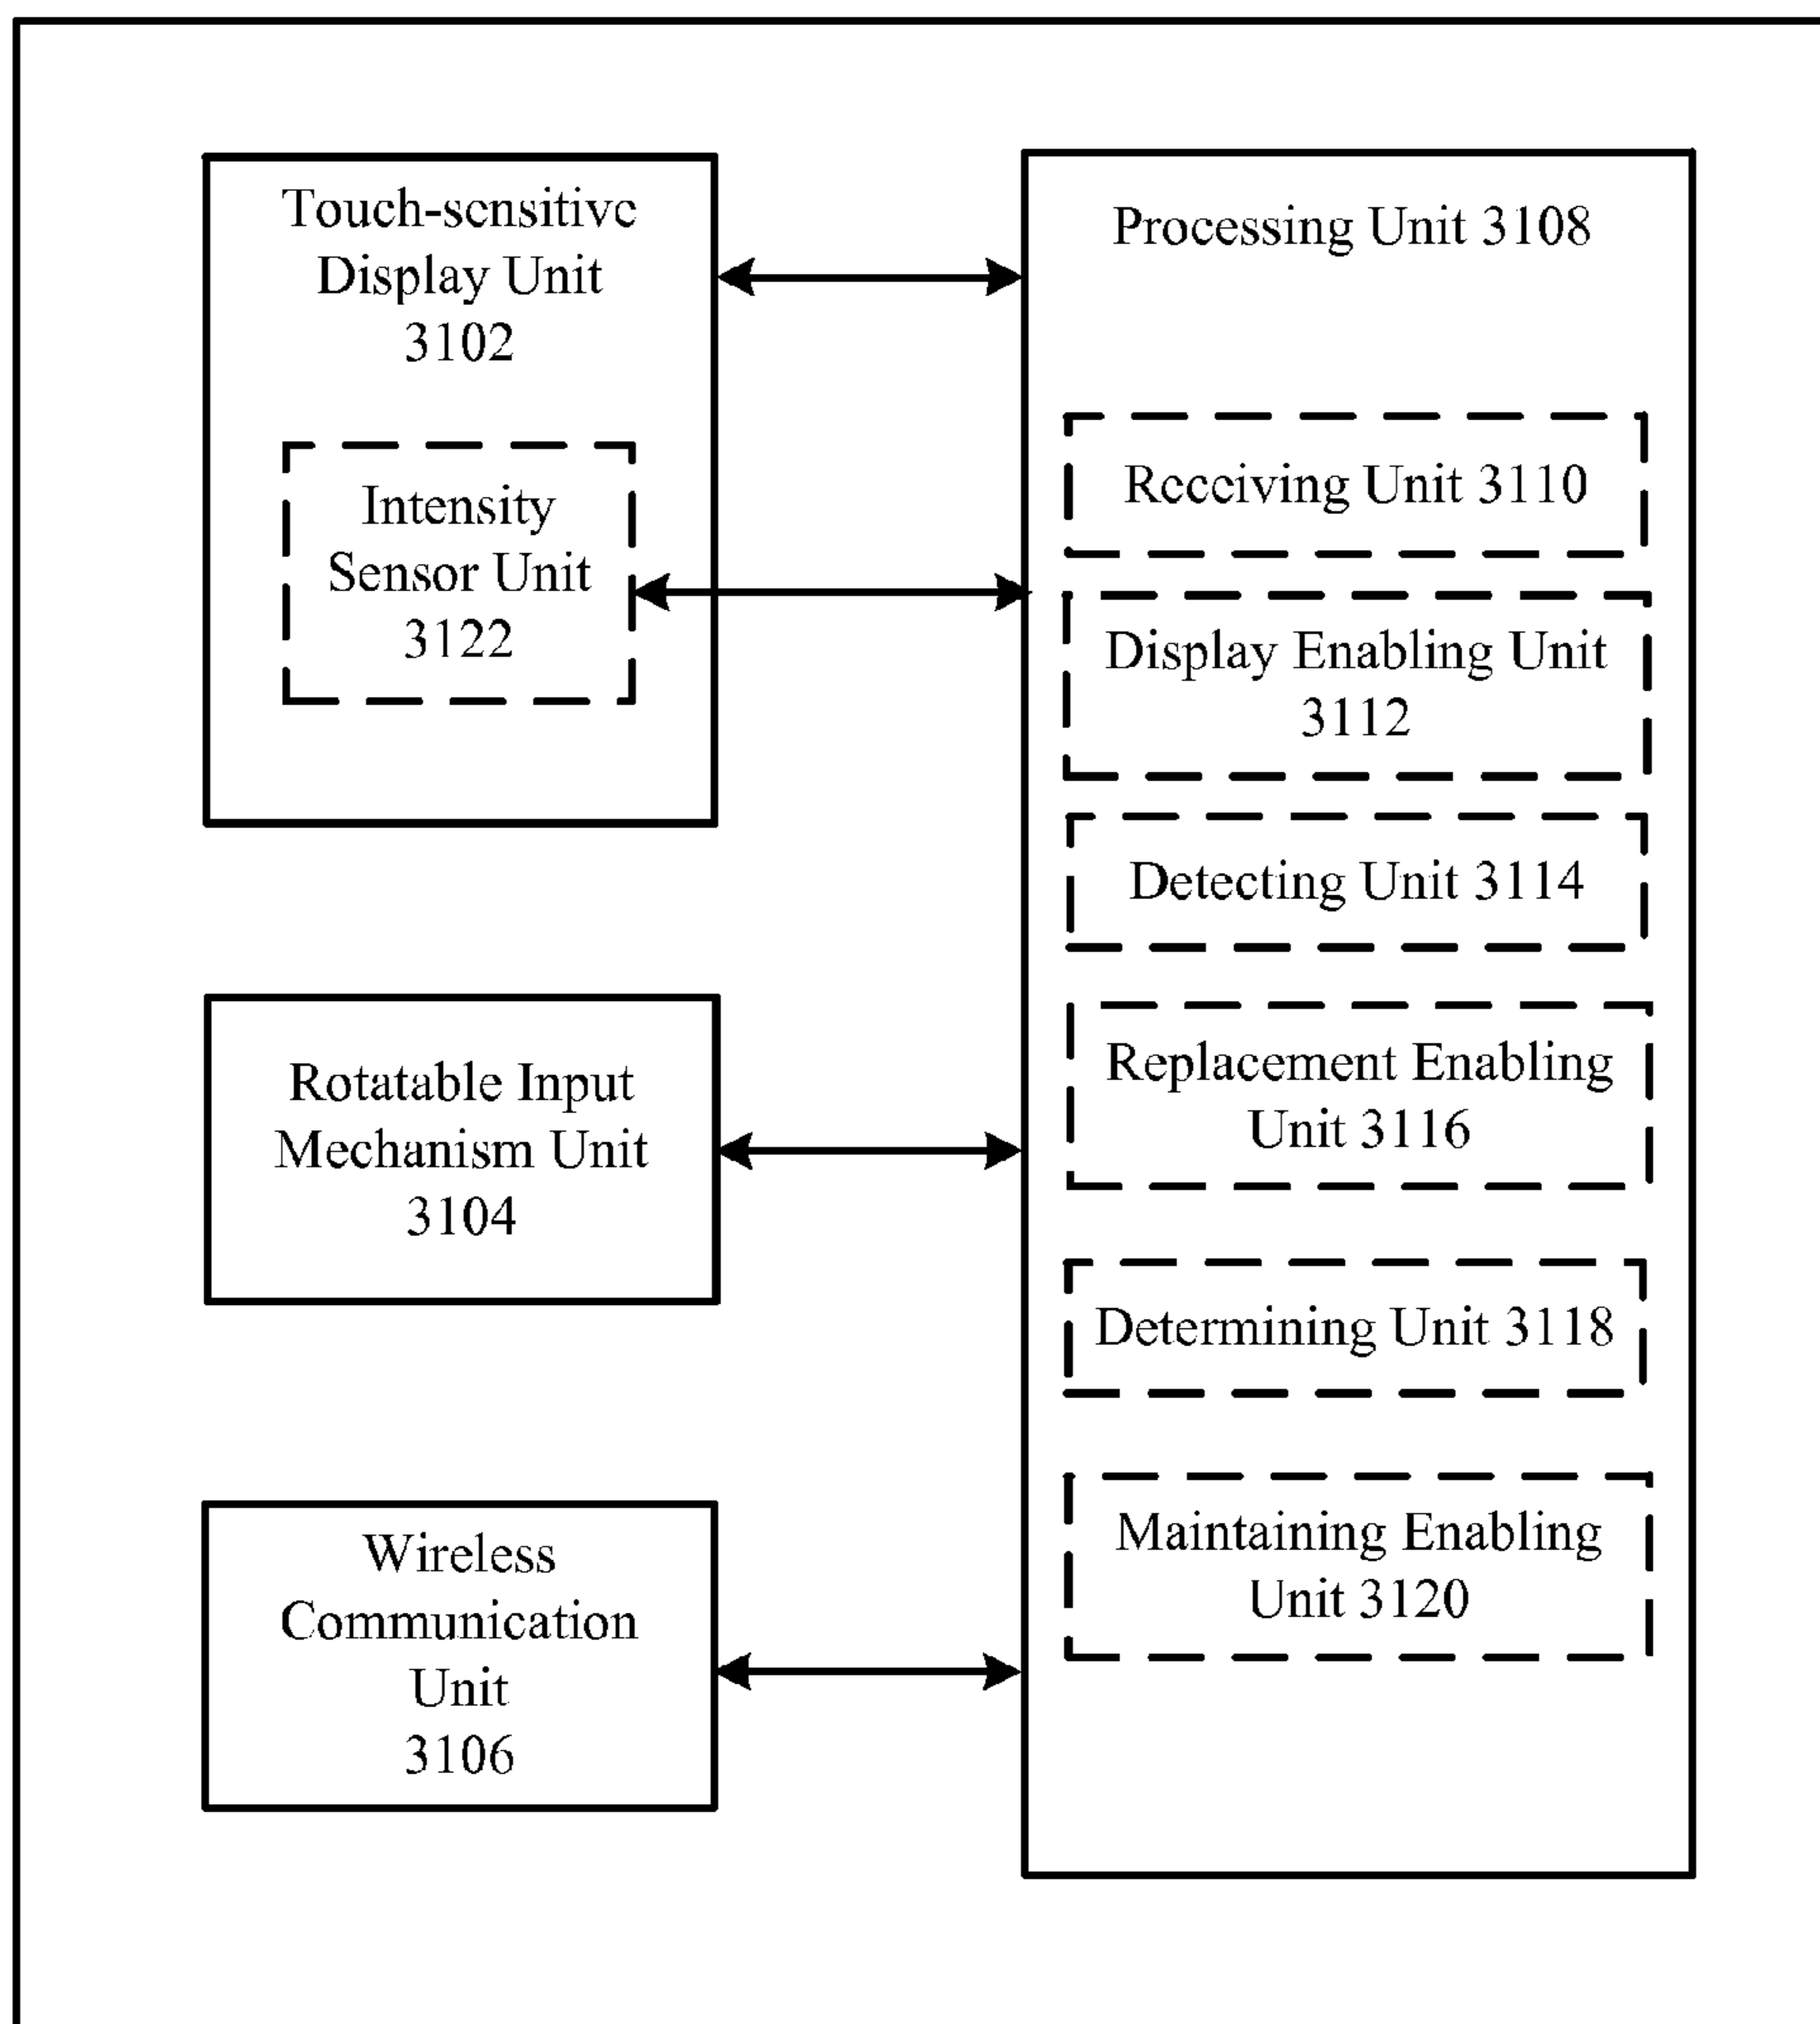 Touch-sensitive
Display Unit
3102
Intensity
Sensor Unit
3122
Rotatable Input
Mechanism Unit
3104
Wireless
Communication
Unit
3106
Processing Unit 3108
Receiving Unit 3110
Display Enabling Unit
3112
Detecting Unit 3114
Replacement Enabling
Unit 3116
Determining Unit 3118
Maintaining Enabling
Unit 3120